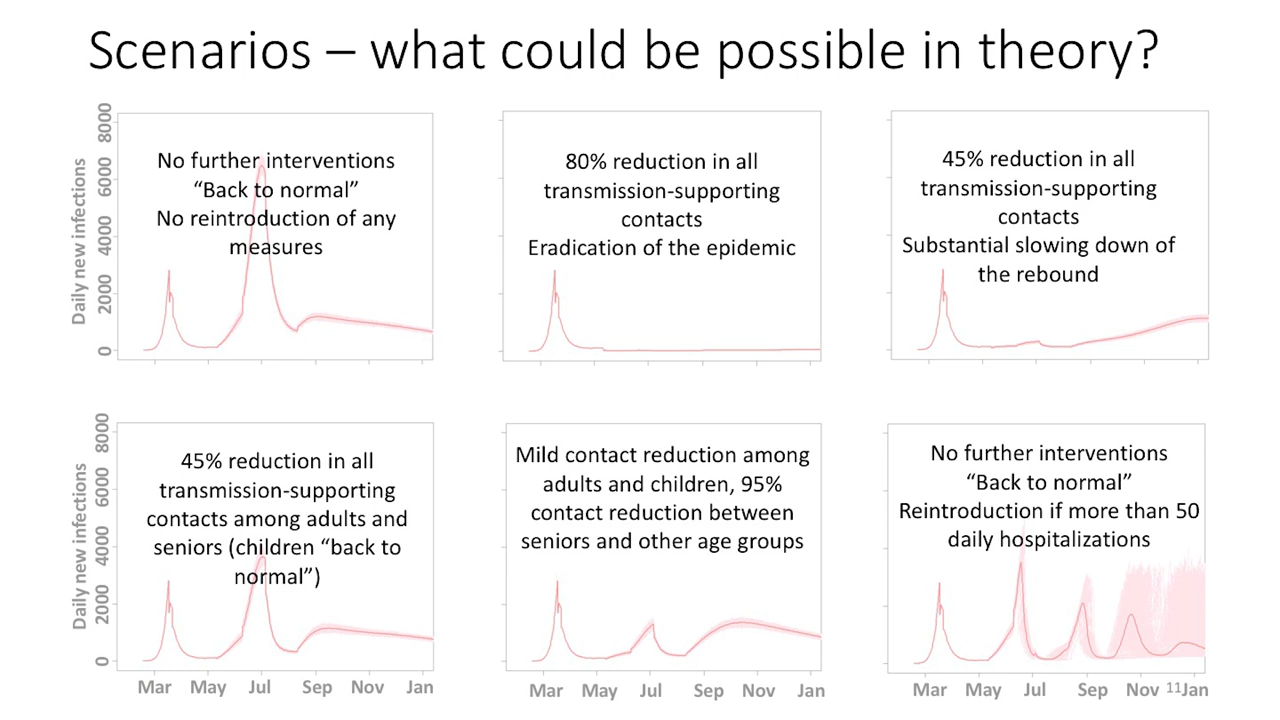 Scenarios – what could be possible in theory?
Daily new infections
8000
6000
4000
2000
0
No further interventions
“Back to normal”
No reintroduction of any
measures
80% reduction in all
transmission-supporting
contacts
Eradication of the epidemic
45% reduction in all
transmission-supporting
contacts
Substantial slowing down of
the rebound
Daily new infections
8000
6000
4000
2000
0
45% reduction in all
transmission-supporting
contacts among adults and
seniors (children “back to
normal”)
Mar May Jul Sep Nov Jan
Mild contact reduction among
adults and children, 95%
contact reduction between
seniors and other age groups
Mar May Jul Sep Nov Jan
No further interventions
“Back to normal”
Reintroduction if more than 50
daily hospitalizations
Mar May Jul Sep Nov Jan
11